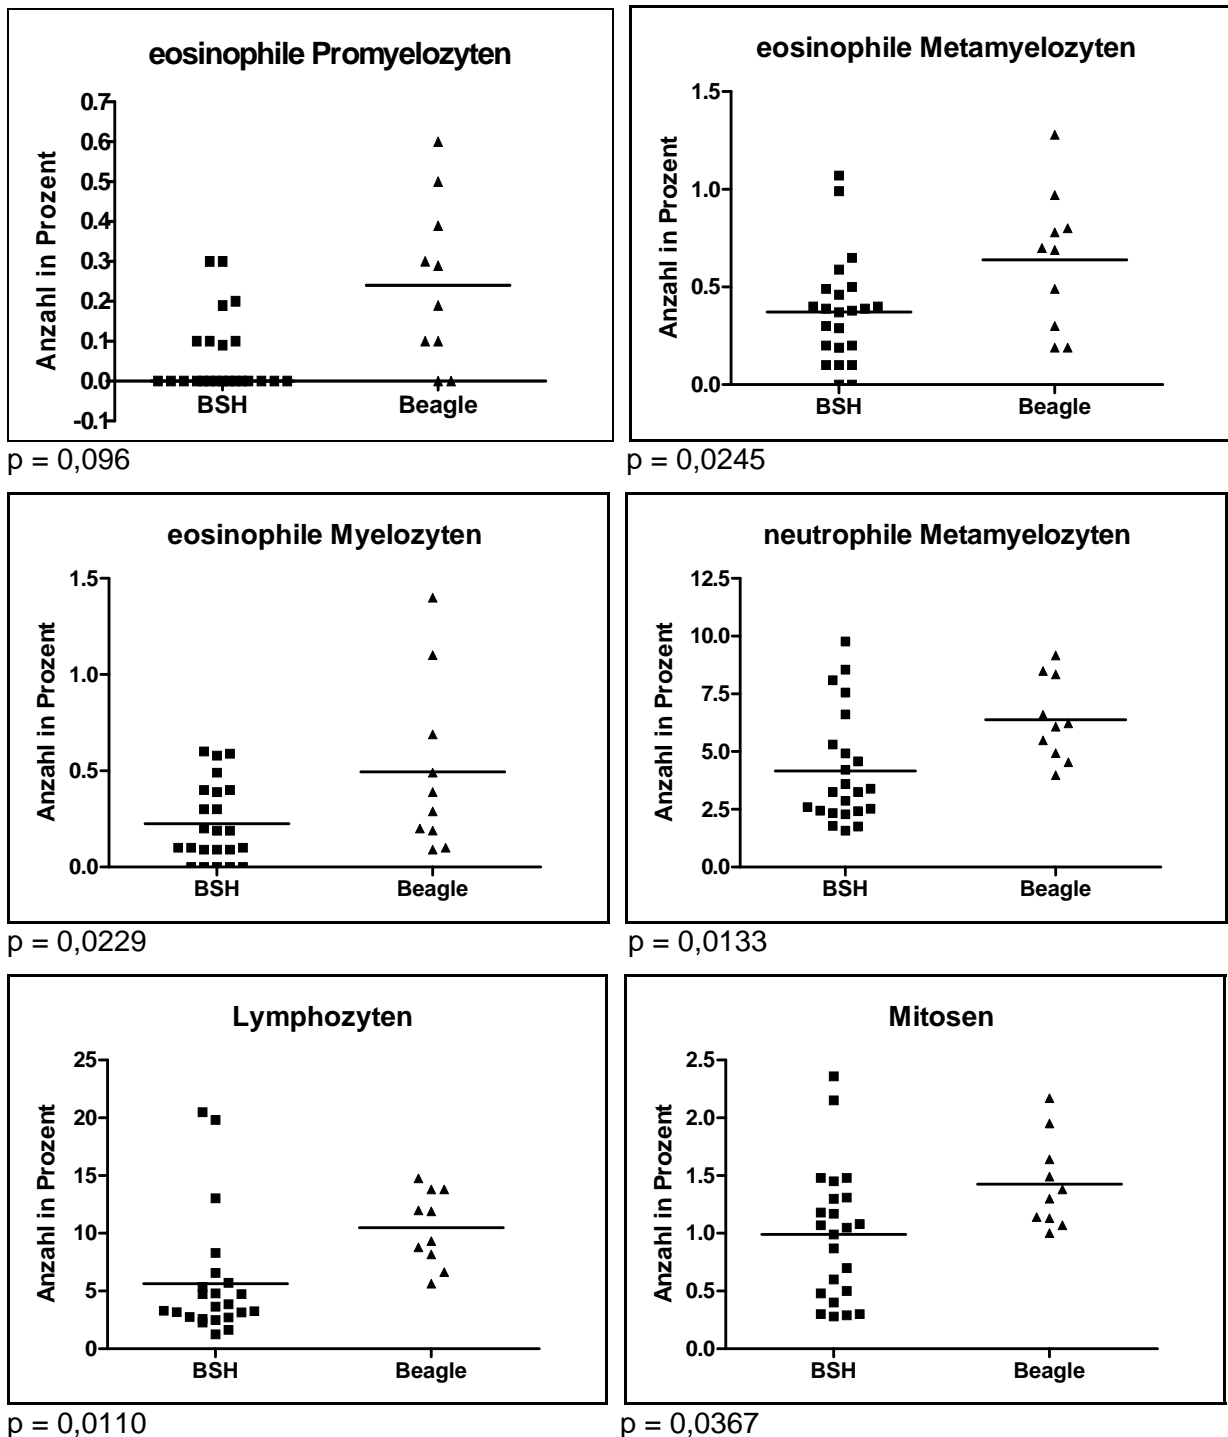 eosinophile Promyelozyten
Anzahl in Prozent
0.7
0.6
0.5
0.4
0.3
0.2
0.1
0.0
-0.1
BSH Beagle
p = 0,096
eosinophile Metamyelozyten
Anzahl in Prozent
1.5
1.0
0.5
0.0
BSH Beagle
p = 0,0245
eosinophile Myelozyten
Anzahl in Prozent
1.5
1.0
0.5
0.0
BSH Beagle
p = 0,0229
neutrophile Metamyelozyten
Anzahl in Prozent
12.5
10.0
7.5
5.0
2.5
0.0
BSH Beagle
p = 0,0133
Lymphozyten
Anzahl in Prozent
25
20
15
10
5
0
BSH Beagle
p = 0,0110
Mitosen
Anzahl in Prozent
2.5
2.0
1.5
1.0
0.5
0.0
BSH Beagle
p = 0,0367